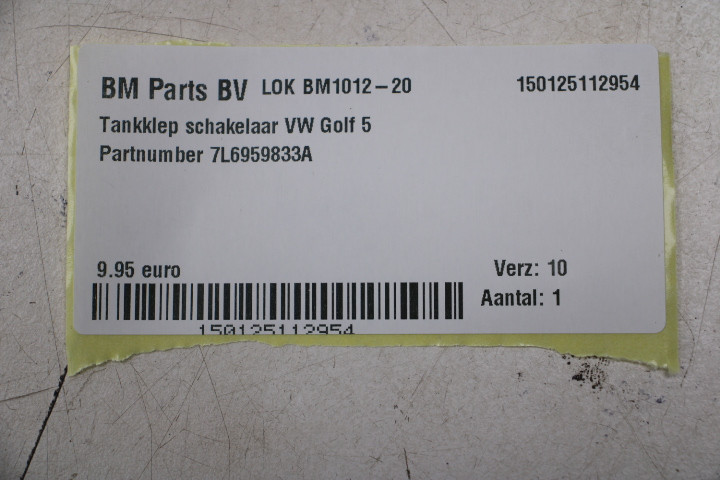 BM Parts BV LOK BM1012-20 150125112954
Tankklep schakelaar VW Golf 5
Partnumber 7L6959833A
9.95 euro Verz: 10
Aantal: 1
150125112954